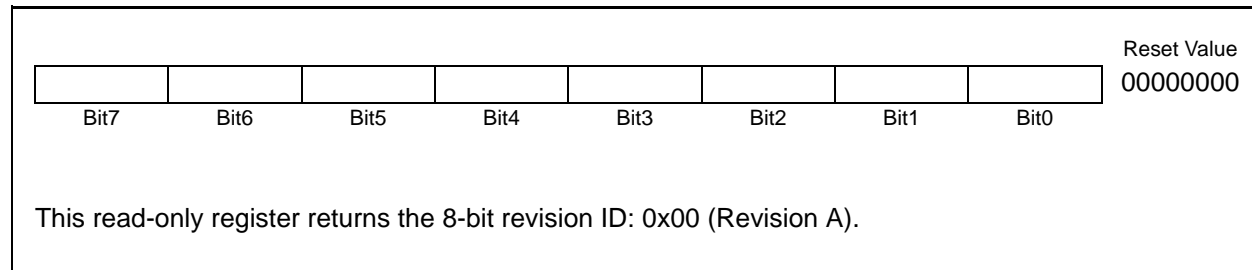 Reset Value
00000000
Bit7 Bit6 Bit5 Bit4 Bit3 Bit2 Bit1 Bit0
This read-only register returns the 8-bit revision ID: 0x00 (Revision A).